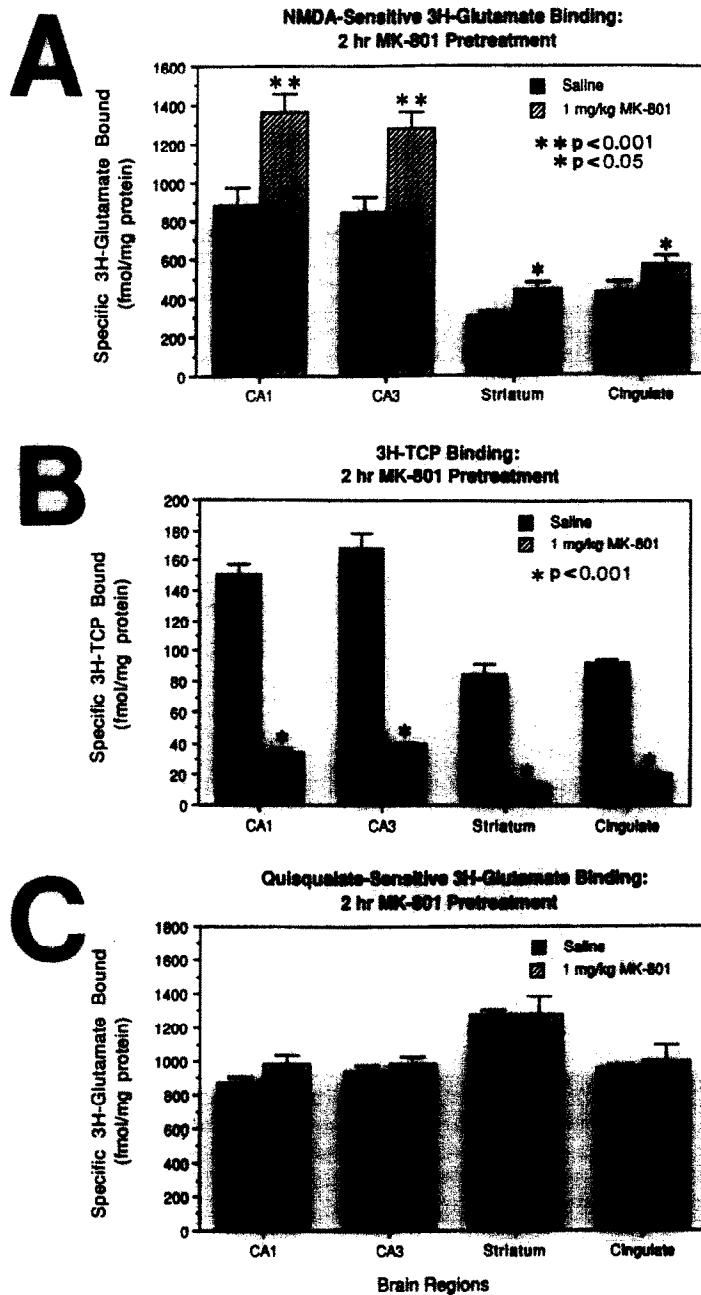 A
NMDA-Sensitive 3H-Glutamate Binding:
2 hr MK-801 Pretreatment
Specific 3H-Glutamate Bound
(fmol/mg protein)
1600
1400
1200
1000
800
600
400
200
0
** 
**
*
*
Saline
1 mg/kg MK-801
** p<0.001
* p<0.05
CA1
CA3
Striatum
Cingulate
B
3H-TCP Binding:
2 hr MK-801 Pretreatment
Specific 3H-TCP Bound
(fmol/mg protein)
200
180
160
140
120
100
80
60
40
20
0
*
*
*
*
Saline
1 mg/kg MK-801
* p<0.001
CA1
CA3
Striatum
Cingulate
C
Quisqualate-Sensitive 3H-Glutamate Binding:
2 hr MK-801 Pretreatment
Specific 3H-Glutamate Bound
(fmol/mg protein)
1800
1600
1400
1200
1000
800
600
400
200
0
Saline
1 mg/kg MK-801
CA1
CA3
Striatum
Cingulate
Brain Regions